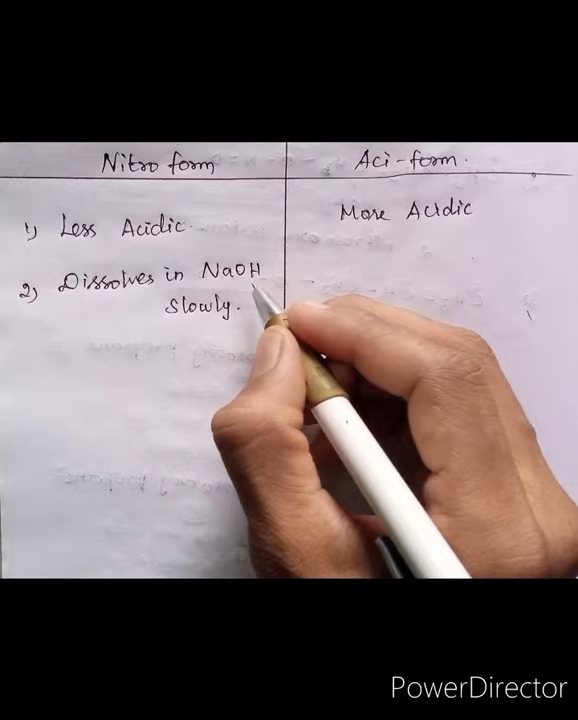 Nitro form
Aci-form.
1) Less Acidic.
More Acidic
2) Dissolves in NaOH
Slowly.
PowerDirector